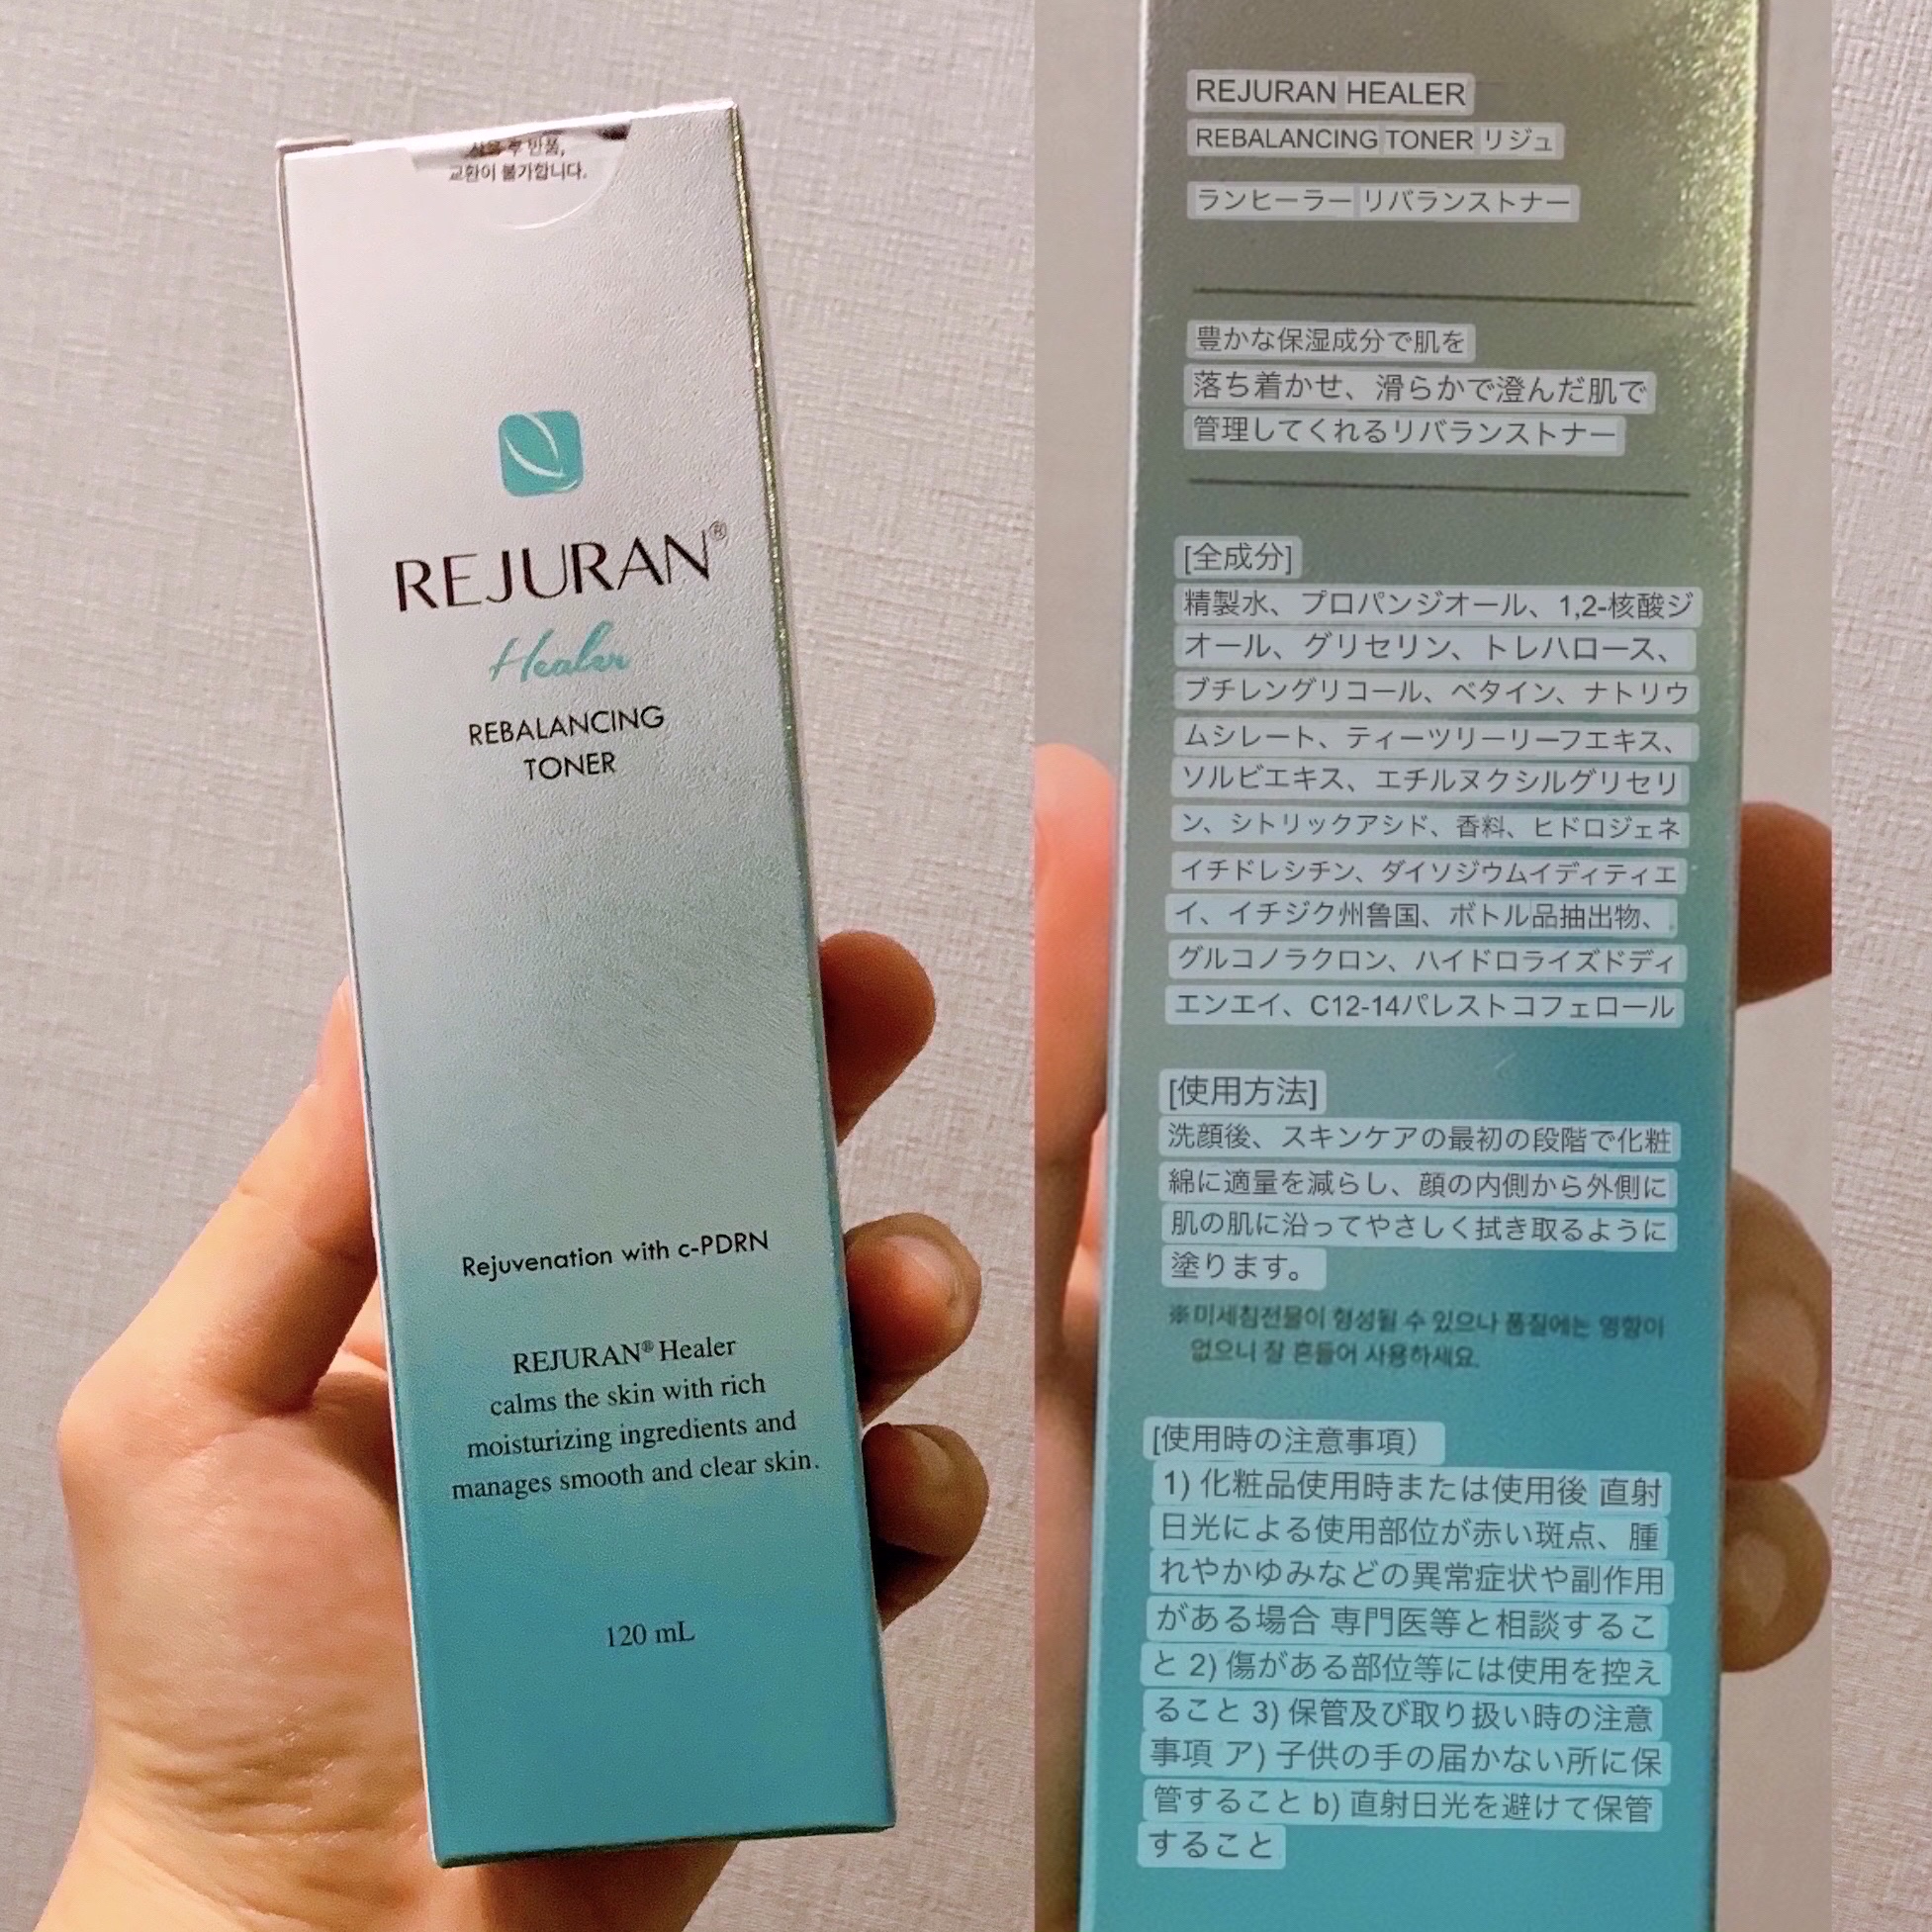 사용 후 반품,
교환이 불가합니다.
REJURAN®
Healer
REBALANCING
TONER
Rejuvenation with c-PDRN
REJURAN® Healer
calms the skin with rich
moisturizing ingredients and
manages smooth and clear skin.
120 mL
REJURAN HEALER
REBALANCING TONER リジュ
ランヒーラー リバランストナー
豊かな保湿成分で肌を
落ち着かせ、滑らかで澄んだ肌で
管理してくれるリバランストナー
[全成分]
精製水、プロパンジオール、1,2-核酸ジ
オール、グリセリン、トレハロース、
ブチレングリコール、ベタイン、ナトリウ
ムシレート、ティーツリーリーフエキス、
ソルビエキス、エチルヌクシルグリセリ
ン、シトリックアシド、香料、ヒドロジェネ
イチドレシチン、ダイソジウムイディティエ
イ、イチジク州魯国、ボトル品抽出物、
グルコノラクロン、ハイドロライズドディ
エンエイ、C12-14パレストコフェロール
[使用方法]
洗顔後、スキンケアの最初の段階で化粧
綿に適量を減らし、顔の内側から外側に
肌の肌に沿ってやさしく拭き取るように
塗ります。
※미세침전물이 형성될 수 있으나 품질에는 영향이
없으니 잘 흔들어 사용하세요.
[使用時の注意事項）
1) 化粧品使用時または使用後 直射
日光による使用部位が赤い斑点、腫
れやかゆみなどの異常症状や副作用
がある場合 専門医等と相談するこ
と 2) 傷がある部位等には使用を控え
ること 3) 保管及び取り扱い時の注意
事項 ア) 子供の手の届かない所に保
管すること b) 直射日光を避けて保管
すること